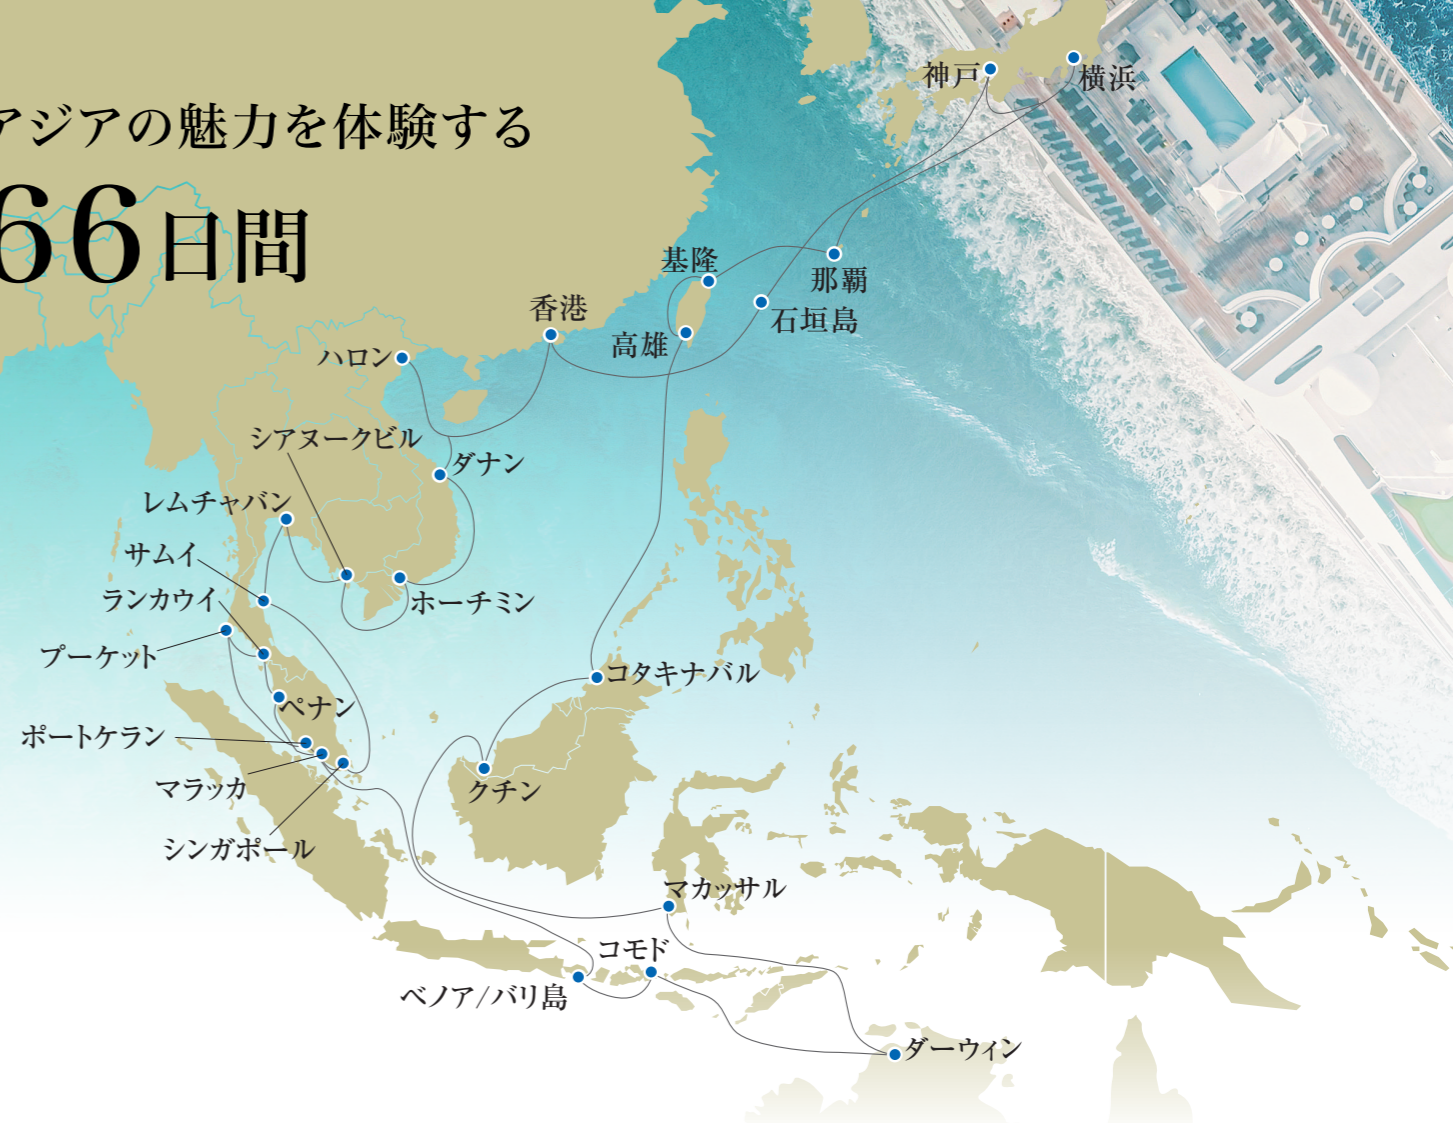 アジアの魅力を体験する
66日間
神戸
横浜
基隆
那覇
香港
石垣島
高雄
ハロン
シアヌークビル
ダナン
レムチャバン
サムイ
ランカウイ
ホーチミン
プーケット
コタキナバル
ペナン
ポートケラン
マラッカ
クチン
シンガポール
マカッサル
コモド
ベノア/バリ島
ダーウィン